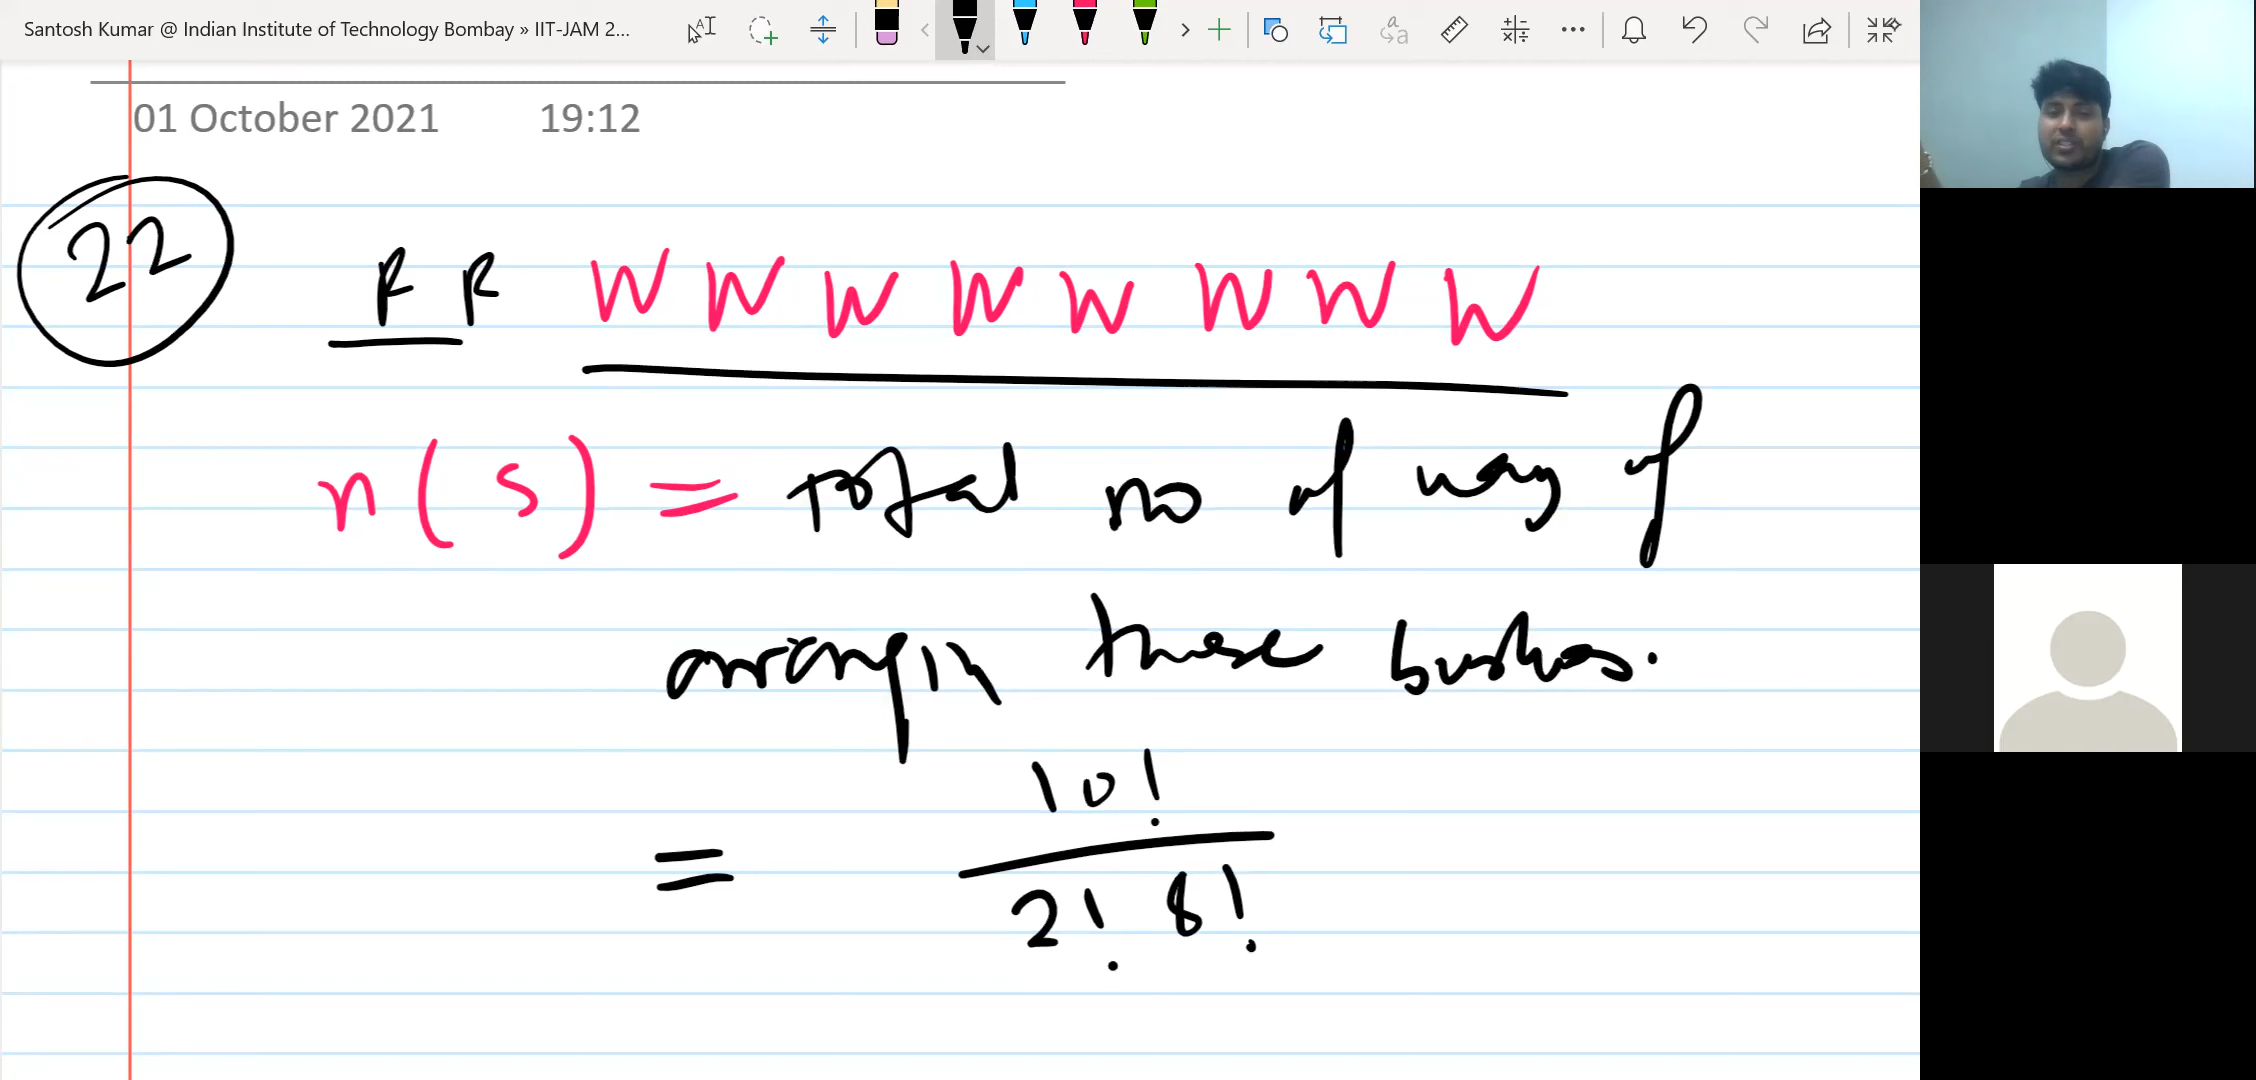 Santosh Kumar @ Indian Institute of Technology Bombay » IIT-JAM 2...
01 October 2021 19:12
22 R R W W W W W W W W
n(s) = total no of way of
arrangin these bushes.
= 10! / 2! 8!